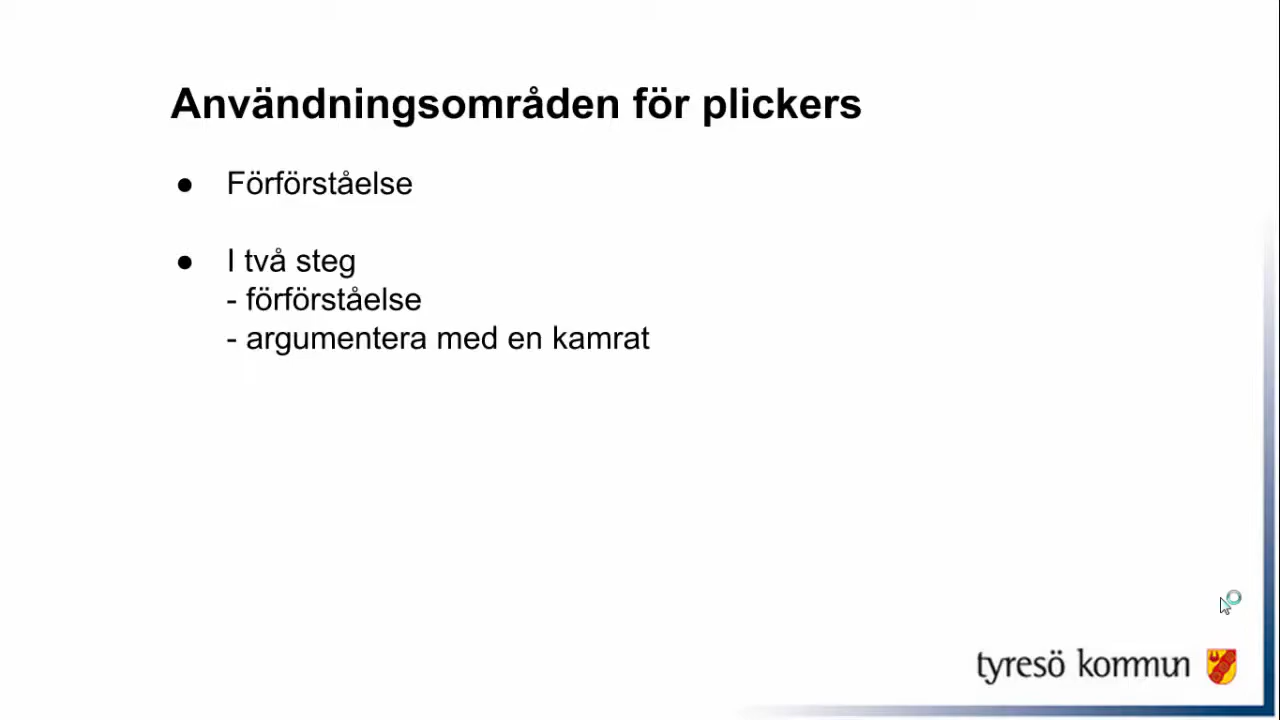 Användningsområden för plickers
● Förförståelse
● I två steg
- förförståelse
- argumentera med en kamrat
tyresö kommun